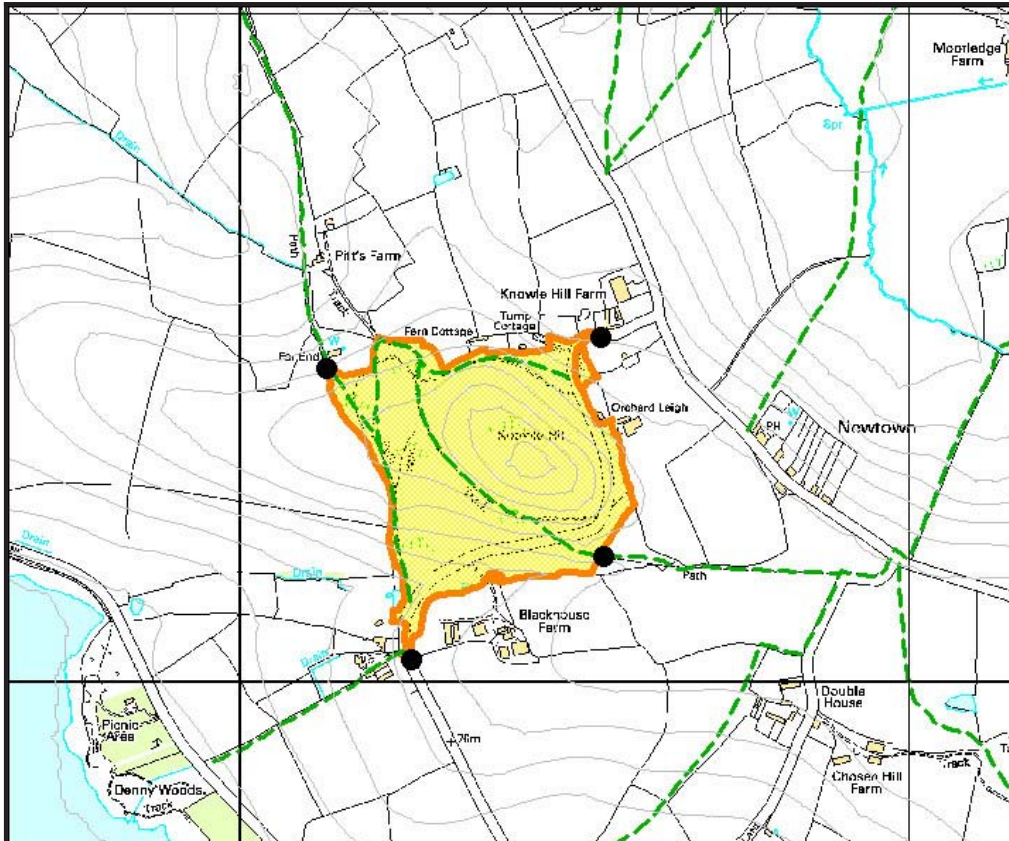 Moorledge
Farm
Drain
Spr
Path
Pitt's Farm
Track
Knowle Hill Farm
Tump
Cottage
Fern Cottage
W
Far End
Orchard Leigh
PH
W
Newtown
Knowle Hill
Drain
Drain
Path
Blackhouse
Farm
Drain
Double
House
Picnic
Area
76m
Denny Woods
Track
Chosen Hill
Farm
Track